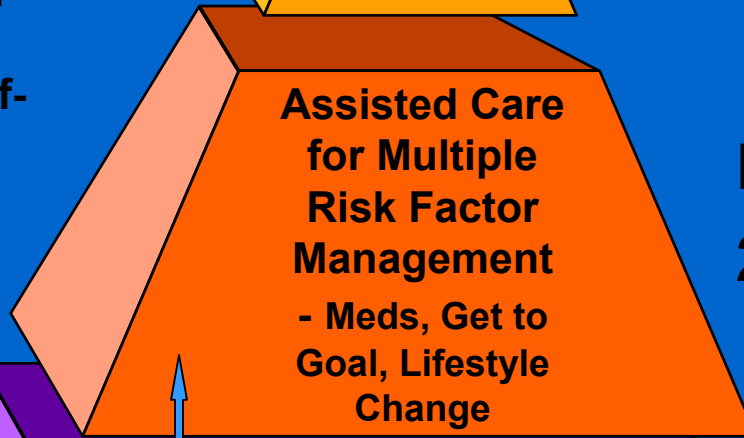 f-
Assisted Care
for Multiple
Risk Factor
Management
- Meds, Get to
Goal, Lifestyle
Change